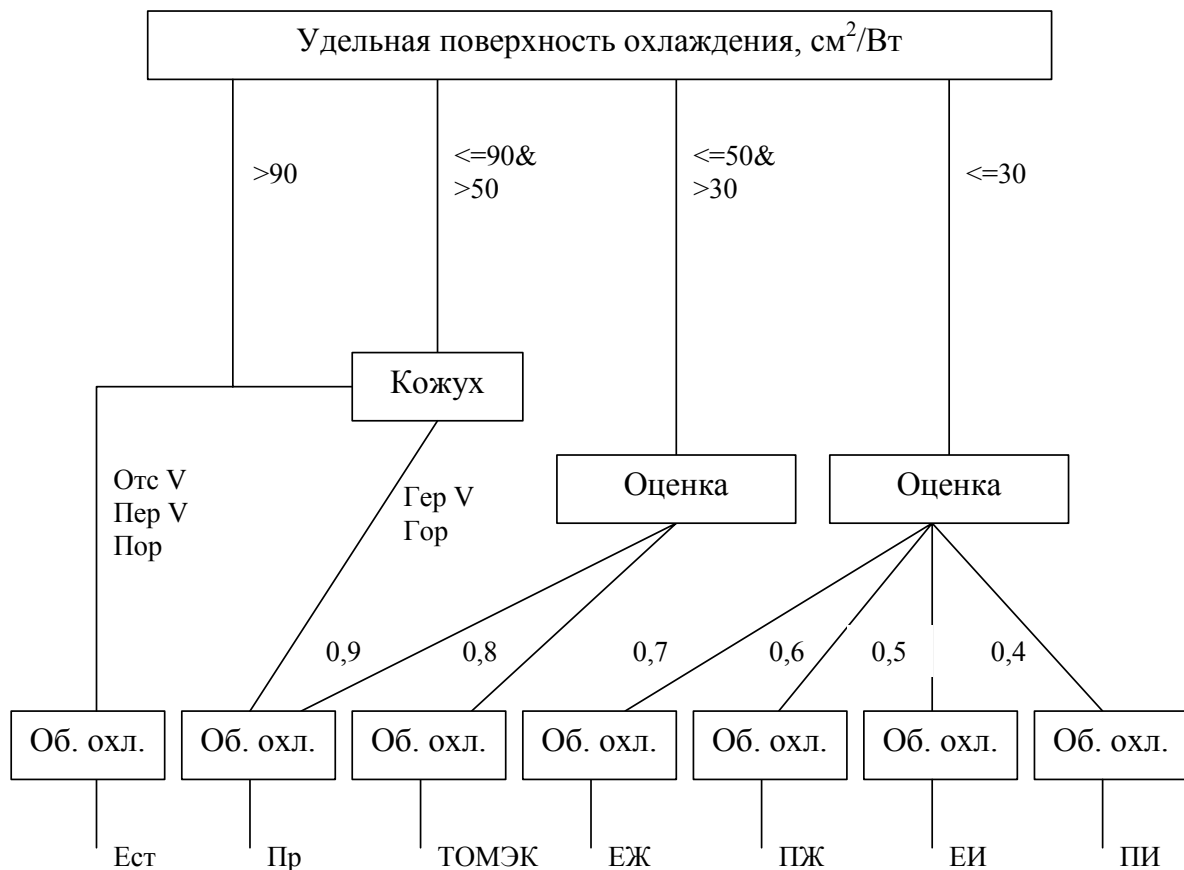 Удельная поверхность охлаждения, см²/Вт
>90
<=90&
>50
<=50&
>30
<=30
Кожух
Отс V
Пер V
Пор
Гер V
Гор
Оценка
Оценка
0,9
0,8
0,7
0,6
0,5
0,4
Об. охл.
Об. охл.
Об. охл.
Об. охл.
Об. охл.
Об. охл.
Об. охл.
Ест
Пр
ТОМЭК
ЕЖ
ПЖ
ЕИ
ПИ